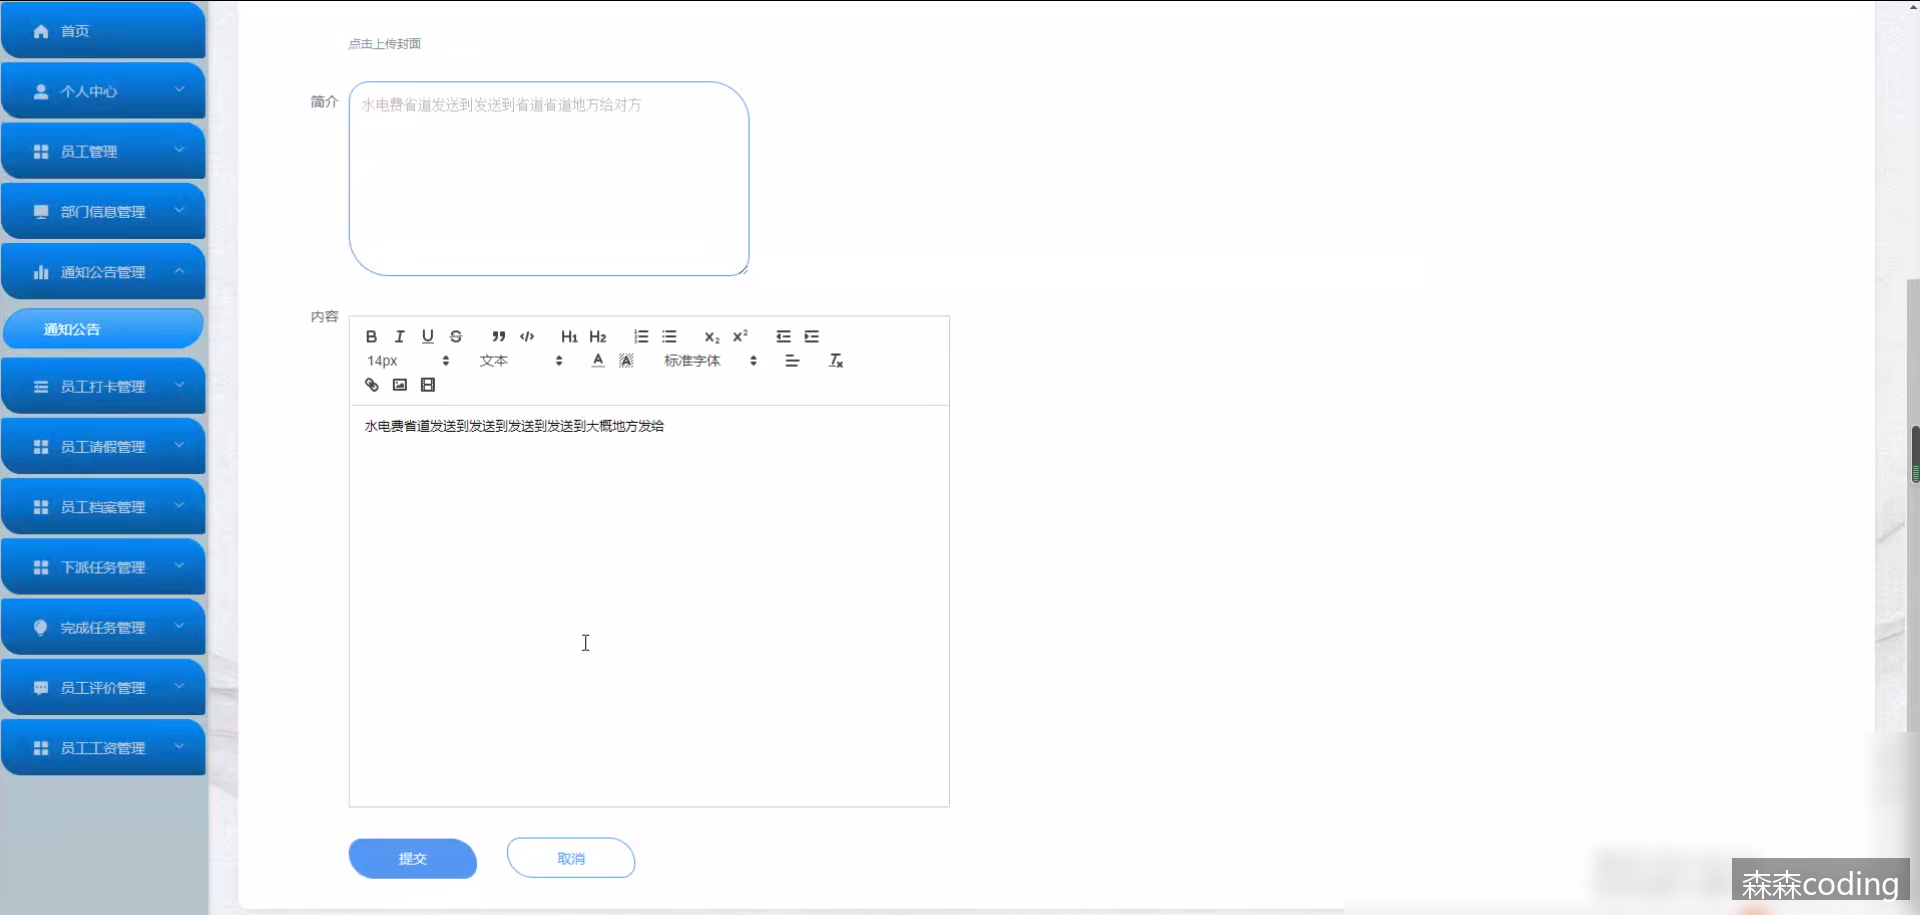 首页
个人中心
员工管理
部门信息管理
通知公告管理
通知公告
员工打卡管理
员工请假管理
员工档案管理
下派任务管理
完成任务管理
员工评价管理
员工工资管理
点击上传封面
简介
水电费省道发送到发送到省道省道地方给对方
内容
B I U S H1 H2 X₂ X²
14px 文本 A A 标准字体 Tx
水电费省道发送到发送到发送到发送到大概地方发给
提交 取消
森森coding